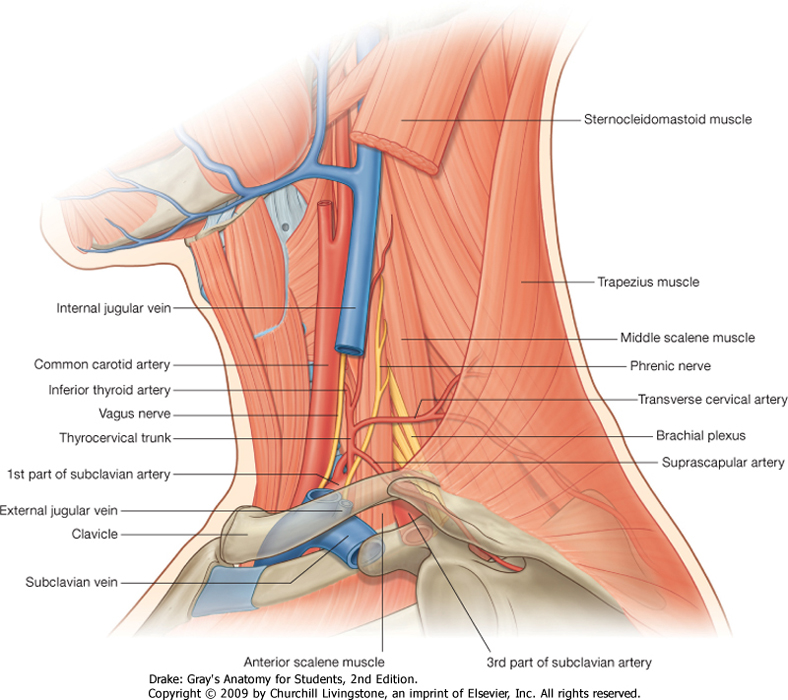 Sternocleidomastoid muscle
Trapezius muscle
Internal jugular vein
Middle scalene muscle
Common carotid artery
Phrenic nerve
Inferior thyroid artery
Transverse cervical artery
Vagus nerve
Thyrocervical trunk
Brachial plexus
Suprascapular artery
1st part of subclavian artery
External jugular vein
Clavicle
Subclavian vein
Anterior scalene muscle
3rd part of subclavian artery
Drake: Gray's Anatomy for Students, 2nd Edition.
Copyright © 2009 by Churchill Livingstone, an imprint of Elsevier, Inc. All rights reserved.